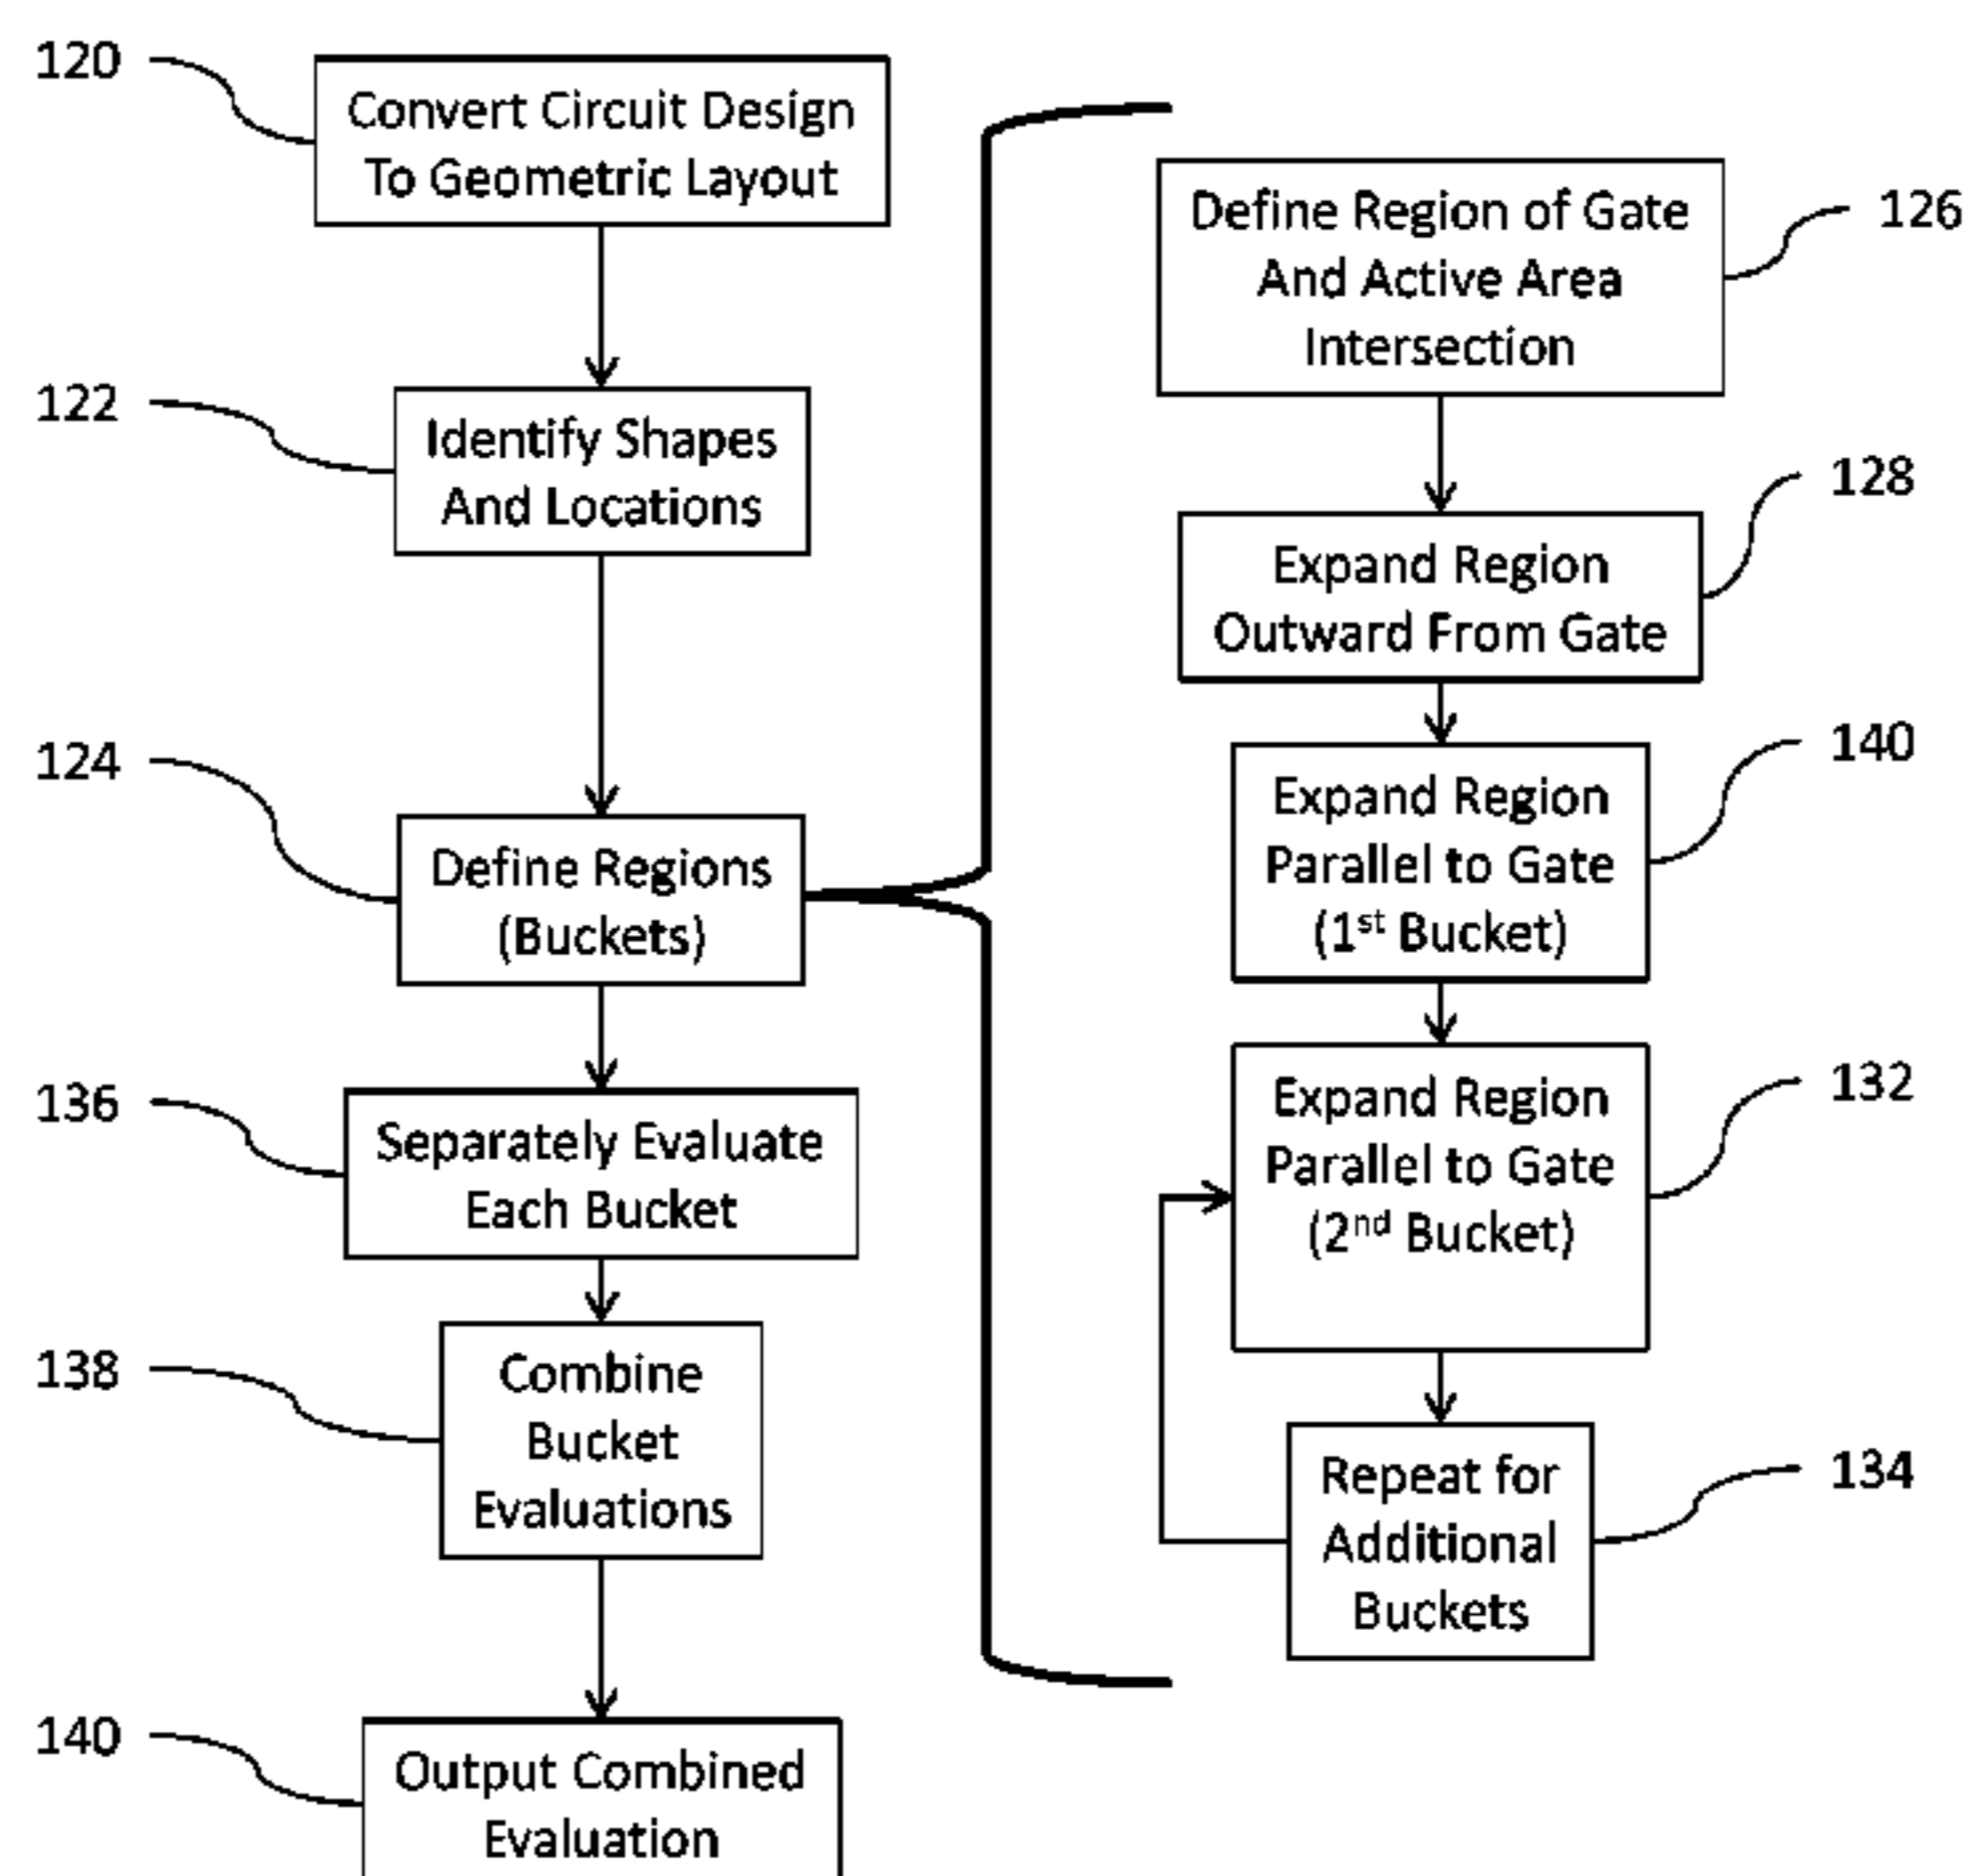 120
Convert Circuit Design
To Geometric Layout
122
Identify Shapes
And Locations
124
Define Regions
(Buckets)
136
Separately Evaluate
Each Bucket
138
Combine
Bucket
Evaluations
140
Output Combined
Evaluation
Define Region of Gate
And Active Area
Intersection
126
Expand Region
Outward From Gate
128
Expand Region
Parallel to Gate
(1st Bucket)
140
Expand Region
Parallel to Gate
(2nd Bucket)
132
Repeat for
Additional
Buckets
134